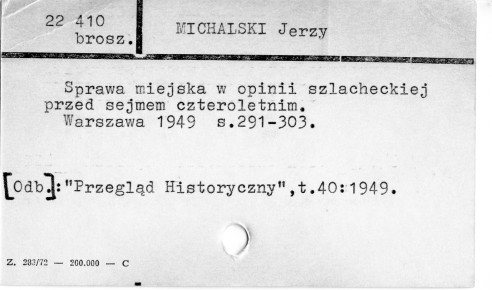 22 410
brosz.
MICHALSKI Jerzy
Sprawa miejska w opinii szlacheckiej
przed sejmem czteroletnim.
Warszawa 1949 s.291-303.
[Odb.]:"Przegląd Historyczny",t.40:1949.
Z. 283/72 — 200.000 — C